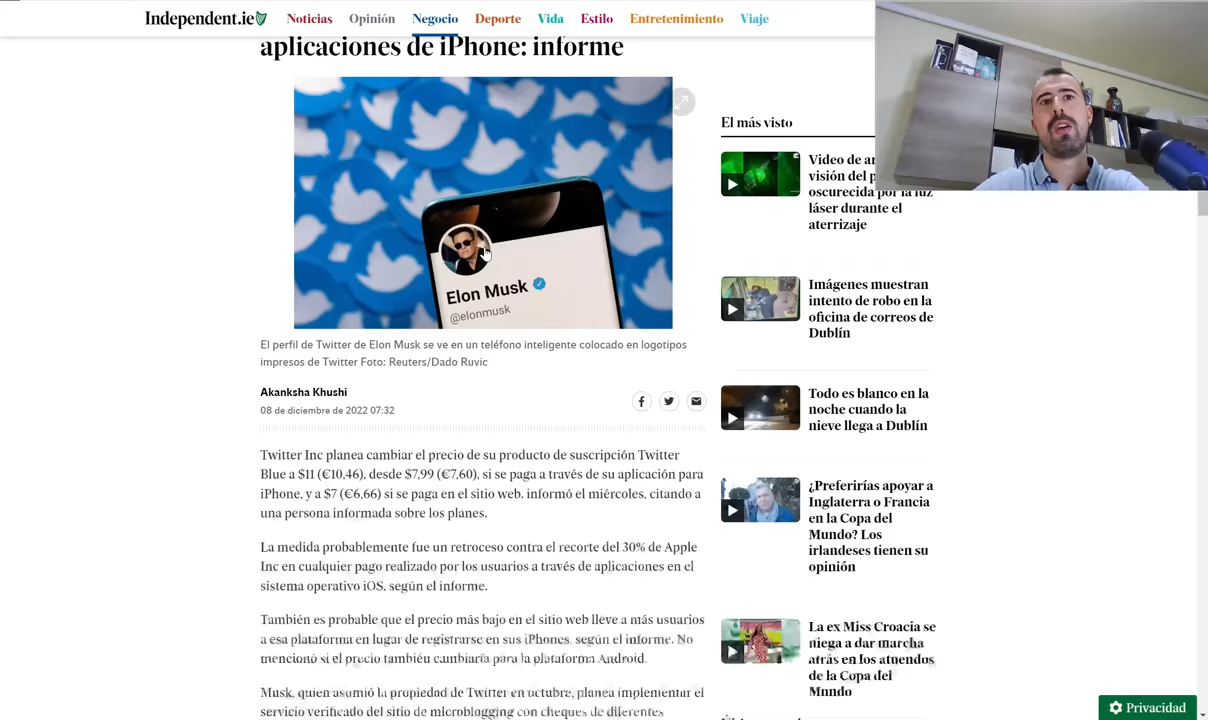 Independent.ie Noticias Opinión Negocio Deporte Vida Estilo Entretenimiento Viaje
aplicaciones de iPhone: informe
Elon Musk
@elonmusk
El perfil de Twitter de Elon Musk se ve en un teléfono inteligente colocado en logotipos
impresos de Twitter Foto: Reuters/Dado Ruvic
Akanksha Khushi
08 de diciembre de 2022 07:32
Twitter Inc planea cambiar el precio de su producto de suscripción Twitter
Blue a $11 (€10,46), desde $7,99 (€7,60), si se paga a través de su aplicación para
iPhone, y a $7 (€6,66) si se paga en el sitio web, informó el miércoles, citando a
una persona informada sobre los planes.
La medida probablemente fue un retroceso contra el recorte del 30% de Apple
Inc en cualquier pago realizado por los usuarios a través de aplicaciones en el
sistema operativo iOS, según el informe.
También es probable que el precio más bajo en el sitio web lleve a más usuarios
a esa plataforma en lugar de registrarse en sus iPhones, según el informe. No
mencionó si el precio también cambiaría para la plataforma
Musk, quien asumió la propiedad de Twitter en octubre, planea implementar el
servicio verificado del sitio de microblogging con cheques de diferentes
El más visto
Video de
visión del
oscurecida por la luz
láser durante el
aterrizaje
Imágenes muestran
intento de robo en la
oficina de correos de
Dublín
Todo es blanco en la
noche cuando la
nieve llega a Dublín
¿Preferirías apoyar a
Inglaterra o Francia
en la Copa del
Mundo? Los
irlandeses tienen su
opinión
La ex Miss Croacia se
niega a dar marcha
atrás en los atuendos
de la Copa del
Mundo
Privacidad